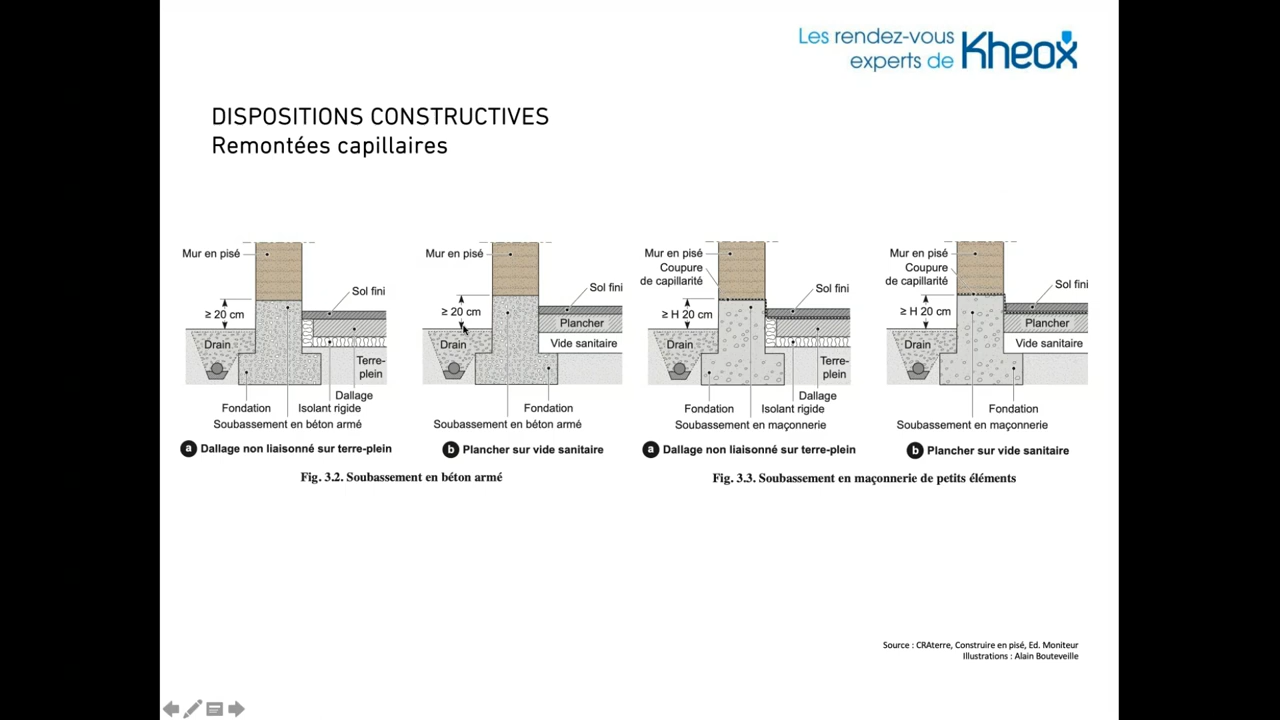 Les rendez-vous
experts de Kheox
DISPOSITIONS CONSTRUCTIVES
Remontées capillaires
Mur en pisé
≥ 20 cm
Sol fini
Drain
Terre-
plein
Dallage
Fondation
Isolant rigide
Soubassement en béton armé
a Dallage non liaisonné sur terre-plein
Mur en pisé
≥ 20 cm
Sol fini
Plancher
Drain
Vide sanitaire
Fondation
Soubassement en béton armé
b Plancher sur vide sanitaire
Fig. 3.2. Soubassement en béton armé
Mur en pisé
Coupure
de capillarité
Sol fini
≥ H 20 cm
Drain
Terre-
plein
Dallage
Fondation
Isolant rigide
Soubassement en maçonnerie
a Dallage non liaisonné sur terre-plein
Mur en pisé
Coupure
de capillarité
Sol fini
≥ H 20 cm
Plancher
Drain
Vide sanitaire
Fondation
Soubassement en maçonnerie
b Plancher sur vide sanitaire
Fig. 3.3. Soubassement en maçonnerie de petits éléments
Source : CRAterre, Construire en pisé, Ed. Moniteur
Illustrations : Alain Bouteveille